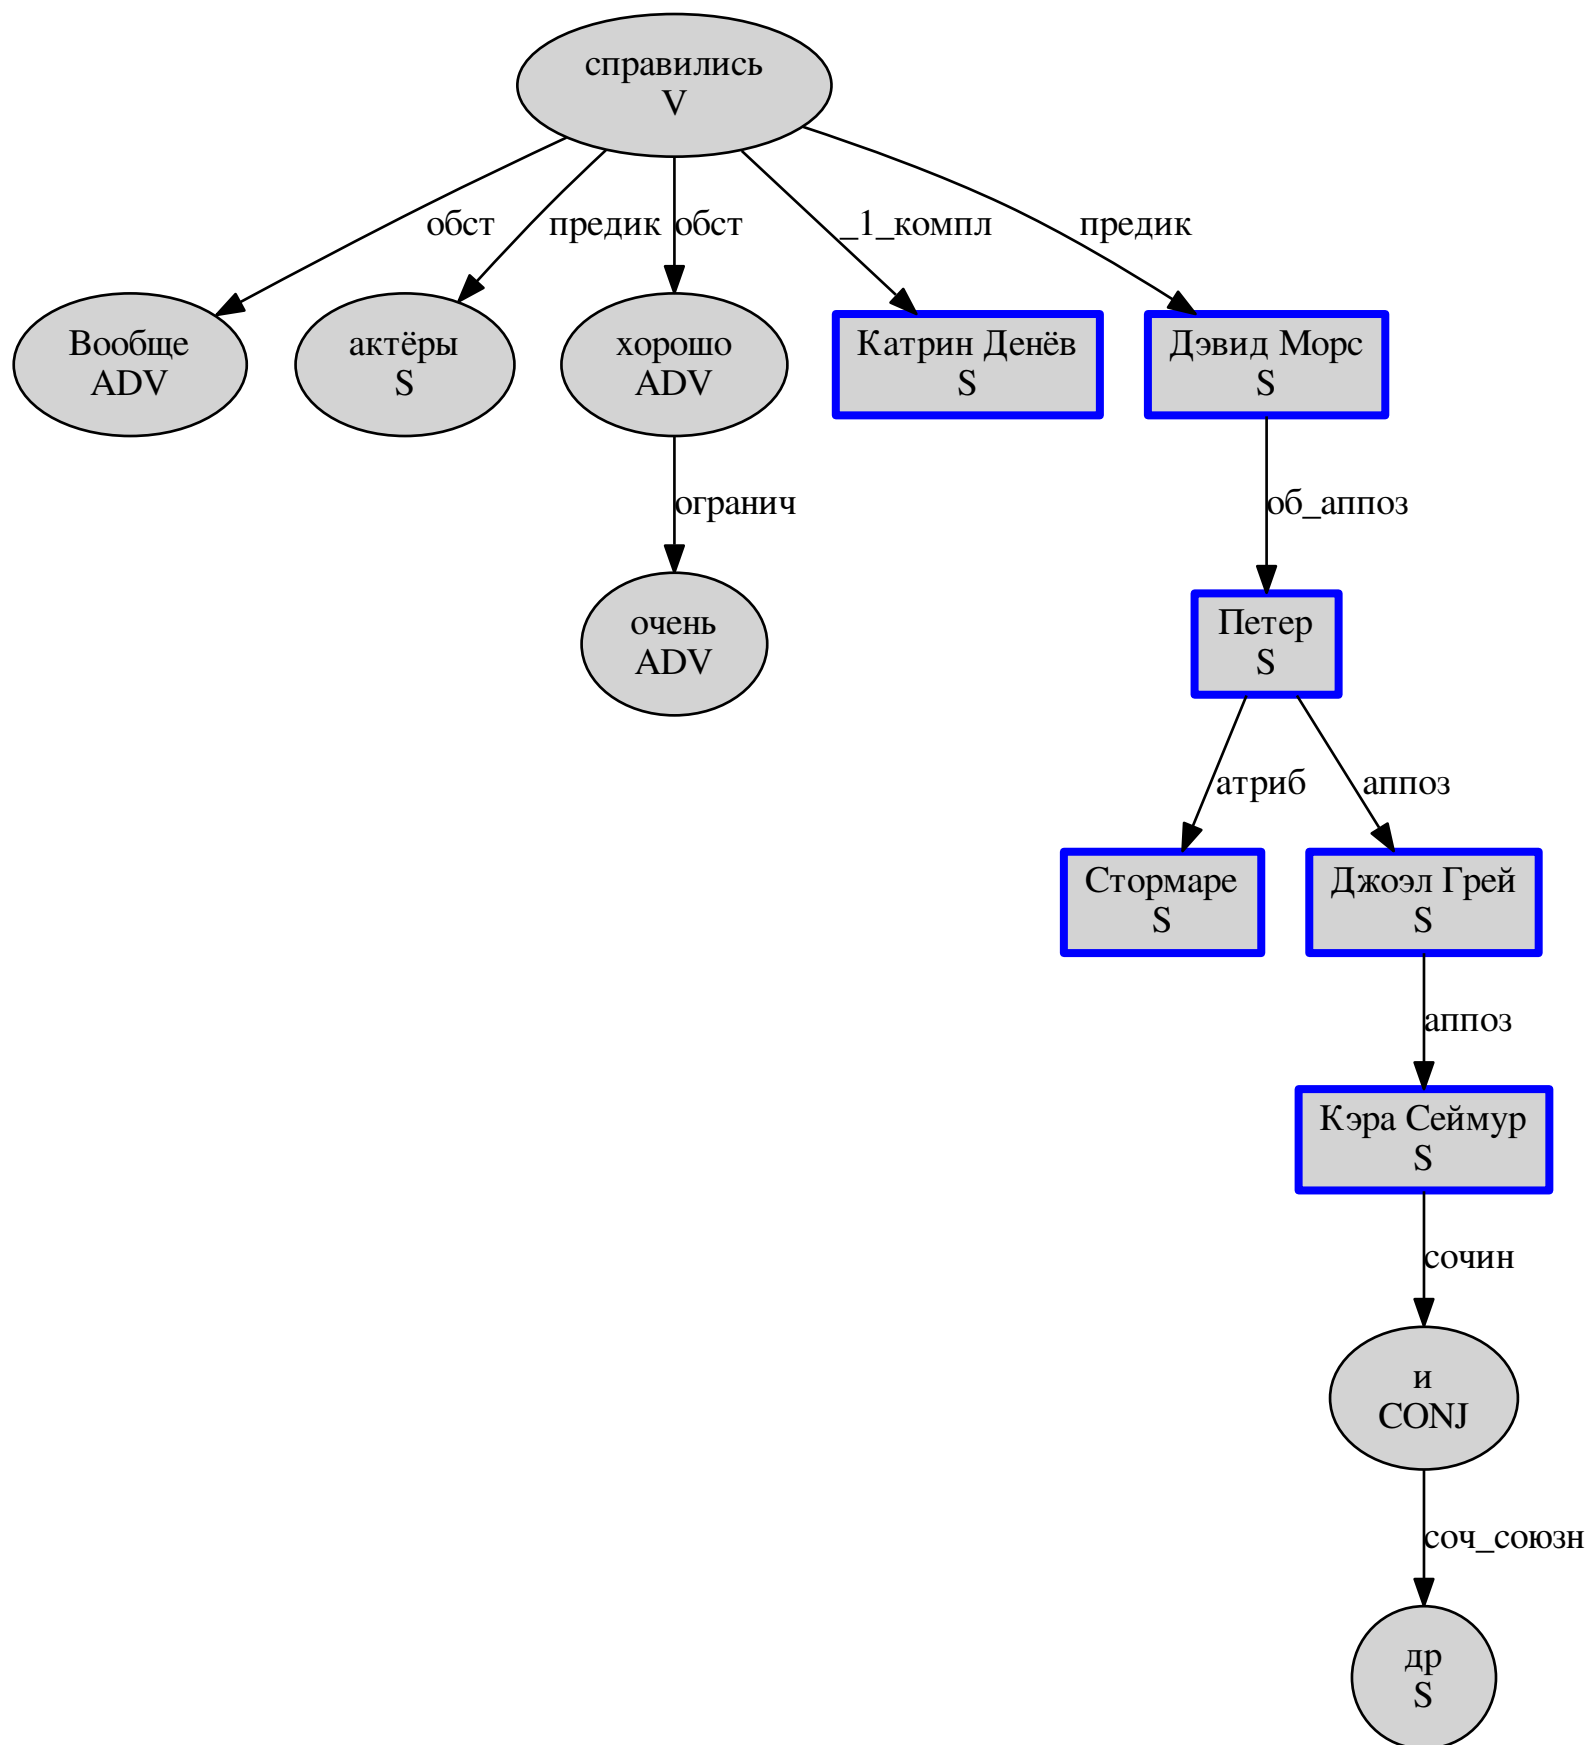 справились
V
обст
предик
обст
_1_компл
предик
Вообще
ADV
актёры
S
хорошо
ADV
Катрин Денёв
S
Дэвид Морс
S
огранич
об_аппоз
очень
ADV
Петер
S
атриб
аппоз
Стормаре
S
Джоэл Грей
S
аппоз
Кэра Сеймур
S
сочин
и
CONJ
соч_союзн
др
S